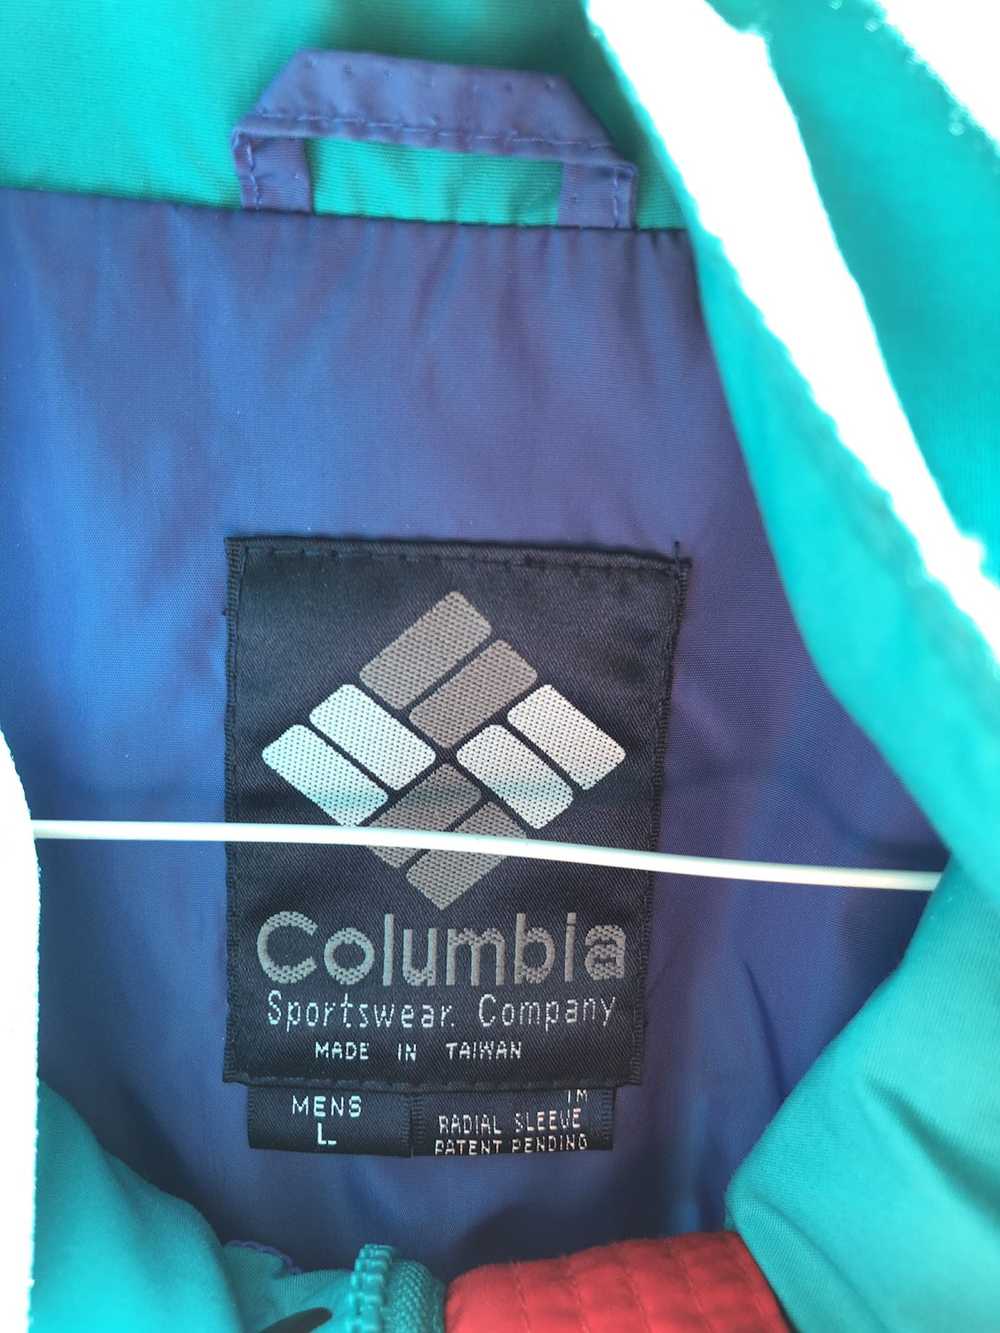 Columbia
Sportswear. Company
MADE IN TAIWAN
MENS
L
TM
RADIAL SLEEVE
PATENT PENDING